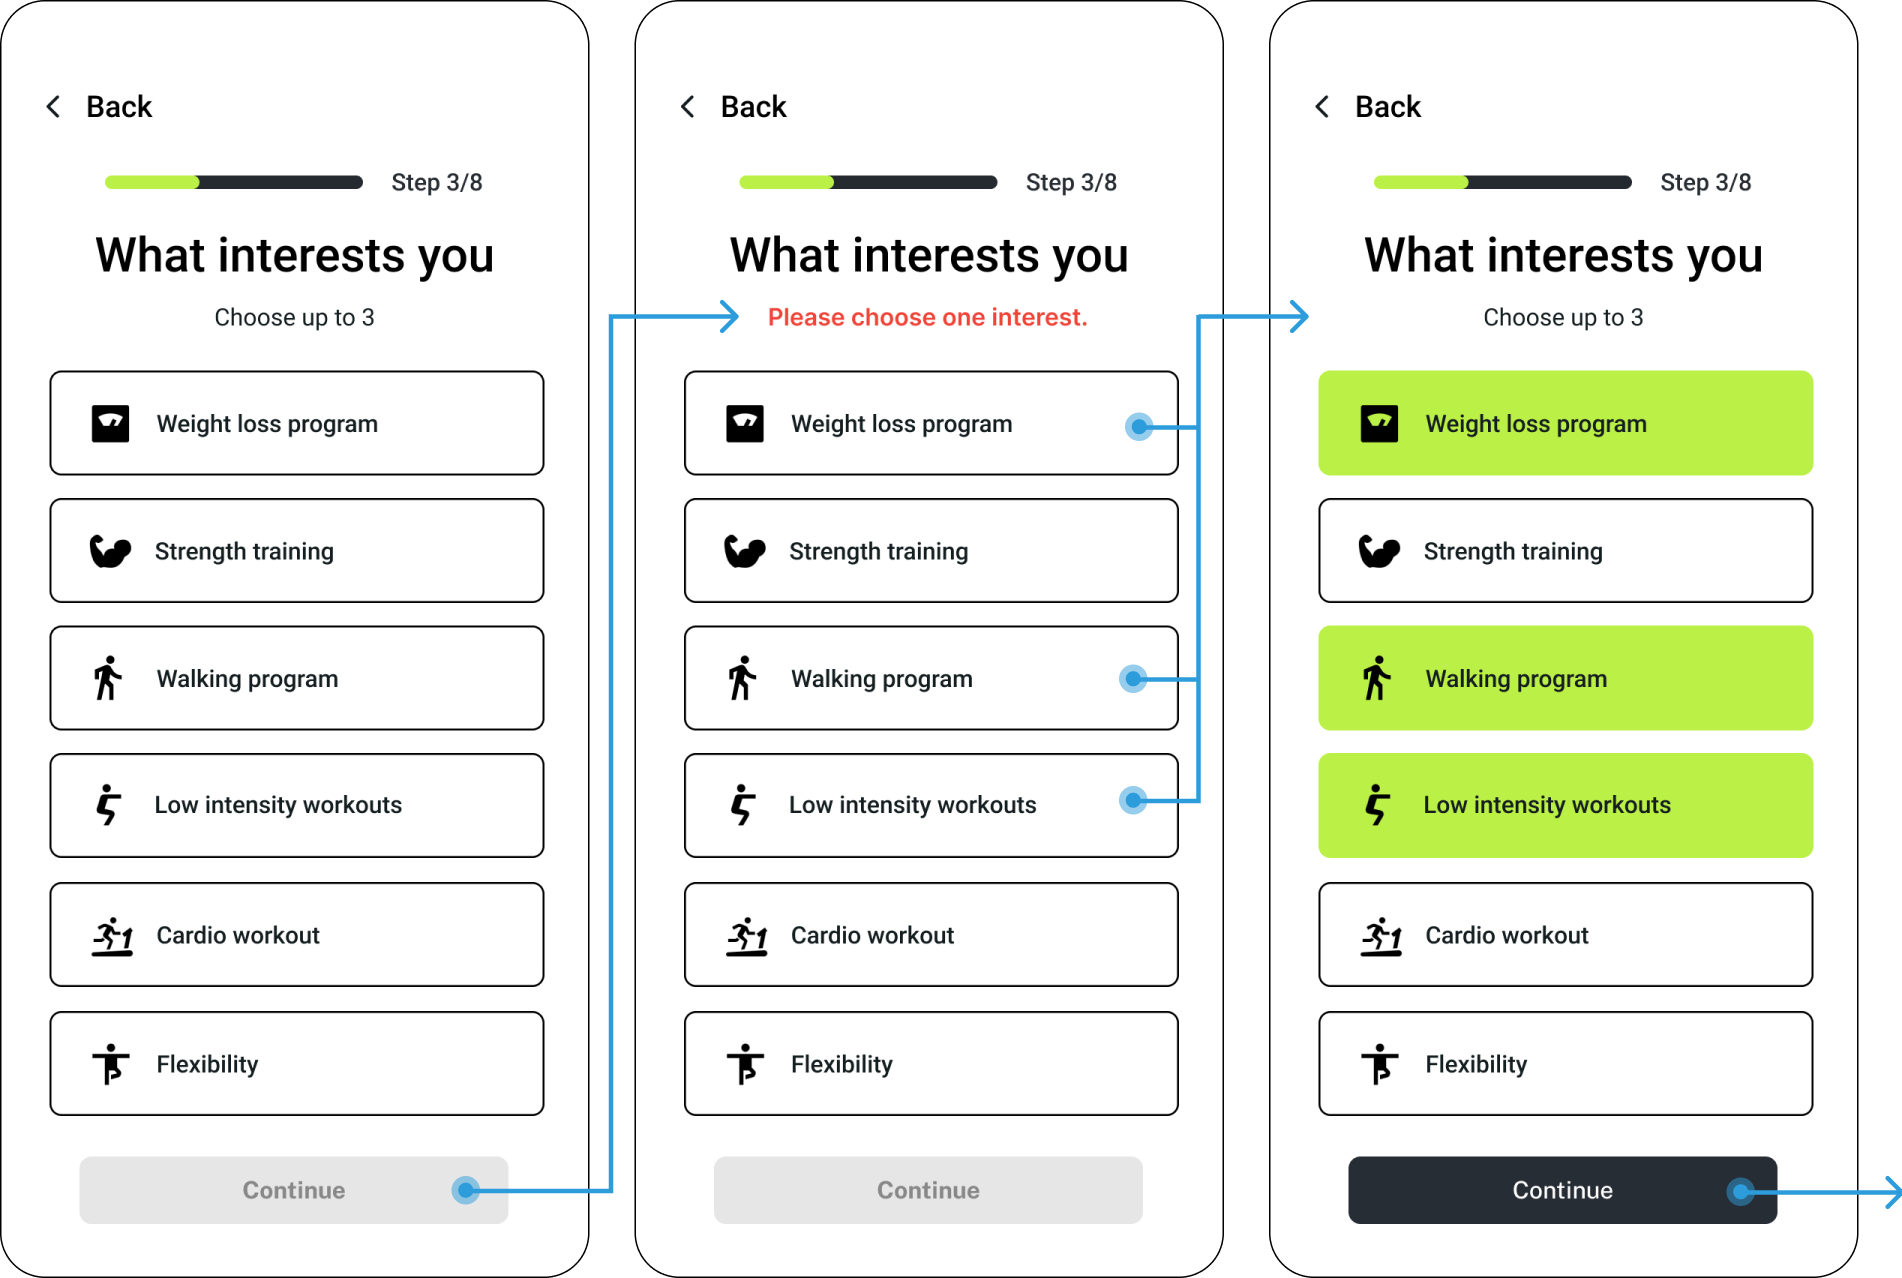 Back
Step 3/8
What interests you
Choose up to 3
Weight loss program
Strength training
Walking program
Low intensity workouts
Cardio workout
Flexibility
Continue
Back
Step 3/8
What interests you
Please choose one interest.
Weight loss program
Strength training
Walking program
Low intensity workouts
Cardio workout
Flexibility
Continue
Back
Step 3/8
What interests you
Choose up to 3
Weight loss program
Strength training
Walking program
Low intensity workouts
Cardio workout
Flexibility
Continue